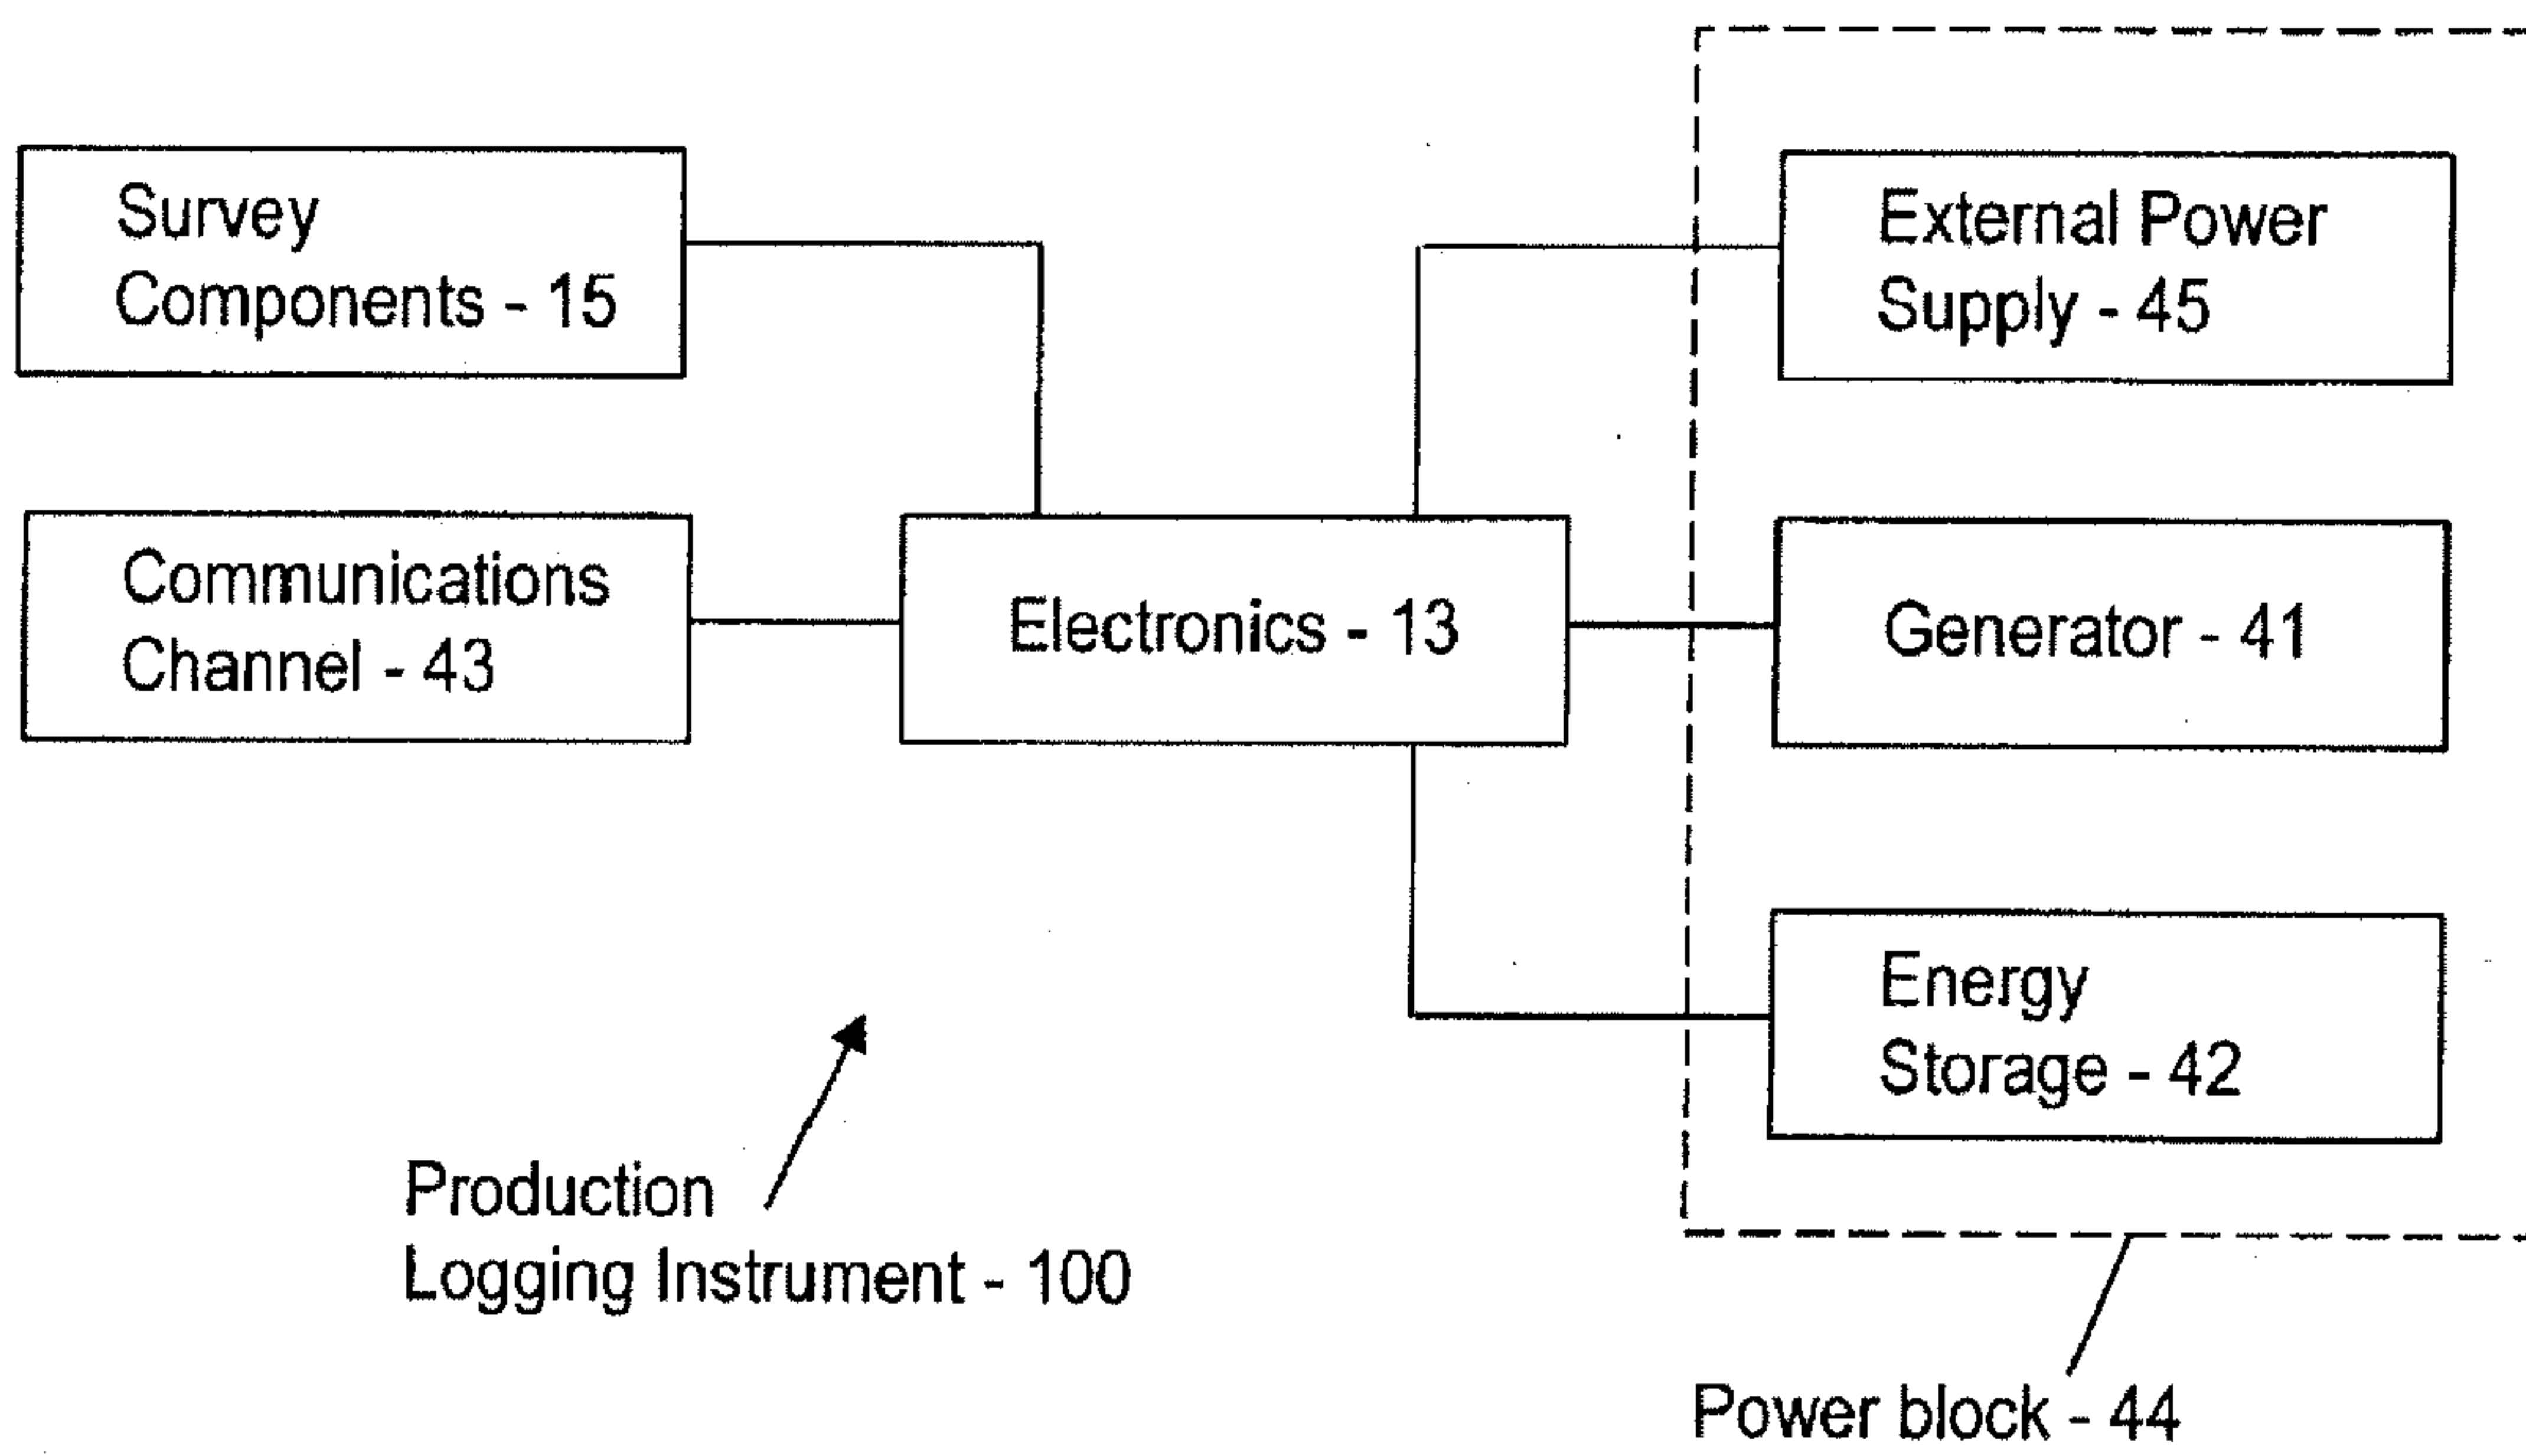 Survey
Components - 15
External Power
Supply - 45
Communications
Channel - 43
Electronics - 13
Generator - 41
Energy
Storage - 42
Production
Logging Instrument - 100
Power block - 44